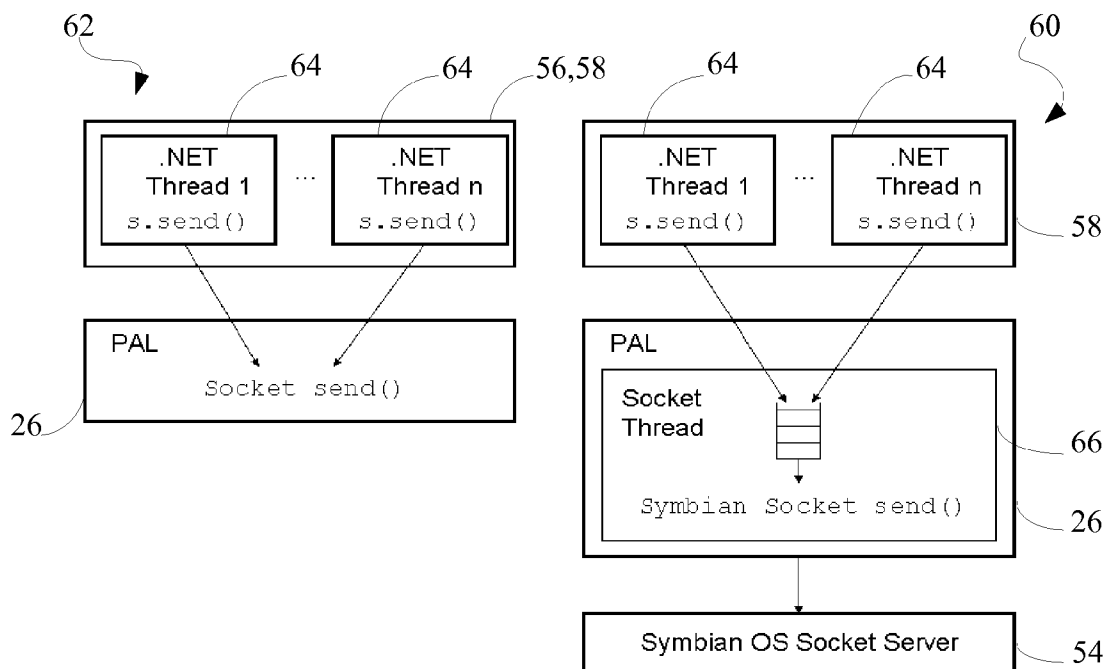 62
60
64
64
56,58
64
64
.NET
Thread 1
s.send()
...
.NET
Thread n
s.send()
.NET
Thread 1
s.send()
...
.NET
Thread n
s.send()
58
PAL
Socket send()
26
PAL
Socket
Thread
66
Symbian Socket send()
26
Symbian OS Socket Server
54